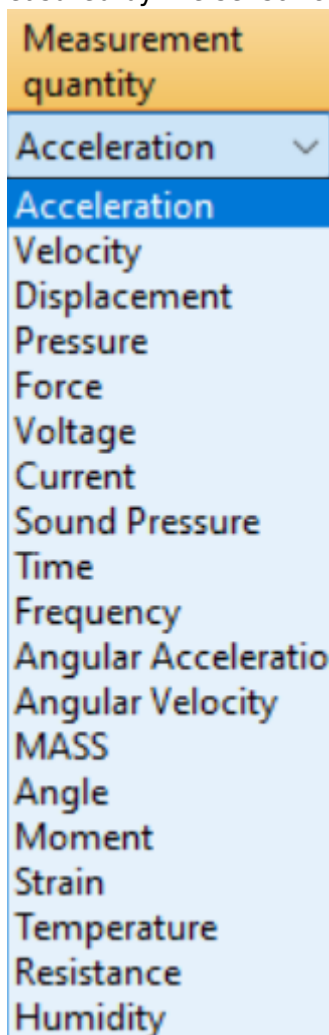 Measurement
quantity
Acceleration
Acceleration
Velocity
Displacement
Pressure
Force
Voltage
Current
Sound Pressure
Time
Frequency
Angular Acceleratio
Angular Velocity
MASS
Angle
Moment
Strain
Temperature
Resistance
Humidity